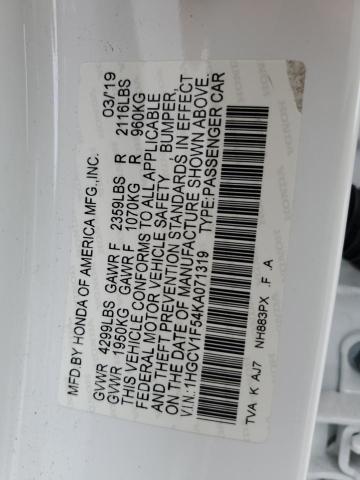 MFD.BY HONDA OF AMERICA MFG.,INC. 03/19
GVWR 4299LBS GAWR F 2359LBS R 2116LBS
GVWR 1950KG GAWR F 1070KG R 960KG
THIS VEHICLE CONFORMS TO ALL APPLICABLE
FEDERAL MOTOR VEHICLE SAFETY , BUMPER,
AND THEFT PREVENTION STANDARDS IN EFFECT
ON THE DATE OF MANUFACTURE SHOWN ABOVE.
V.I.N.:1HGCV1F54KA071319 TYPE:PASSENGER CAR
TVA K AJ7 NH883PX .F .A
HONDA